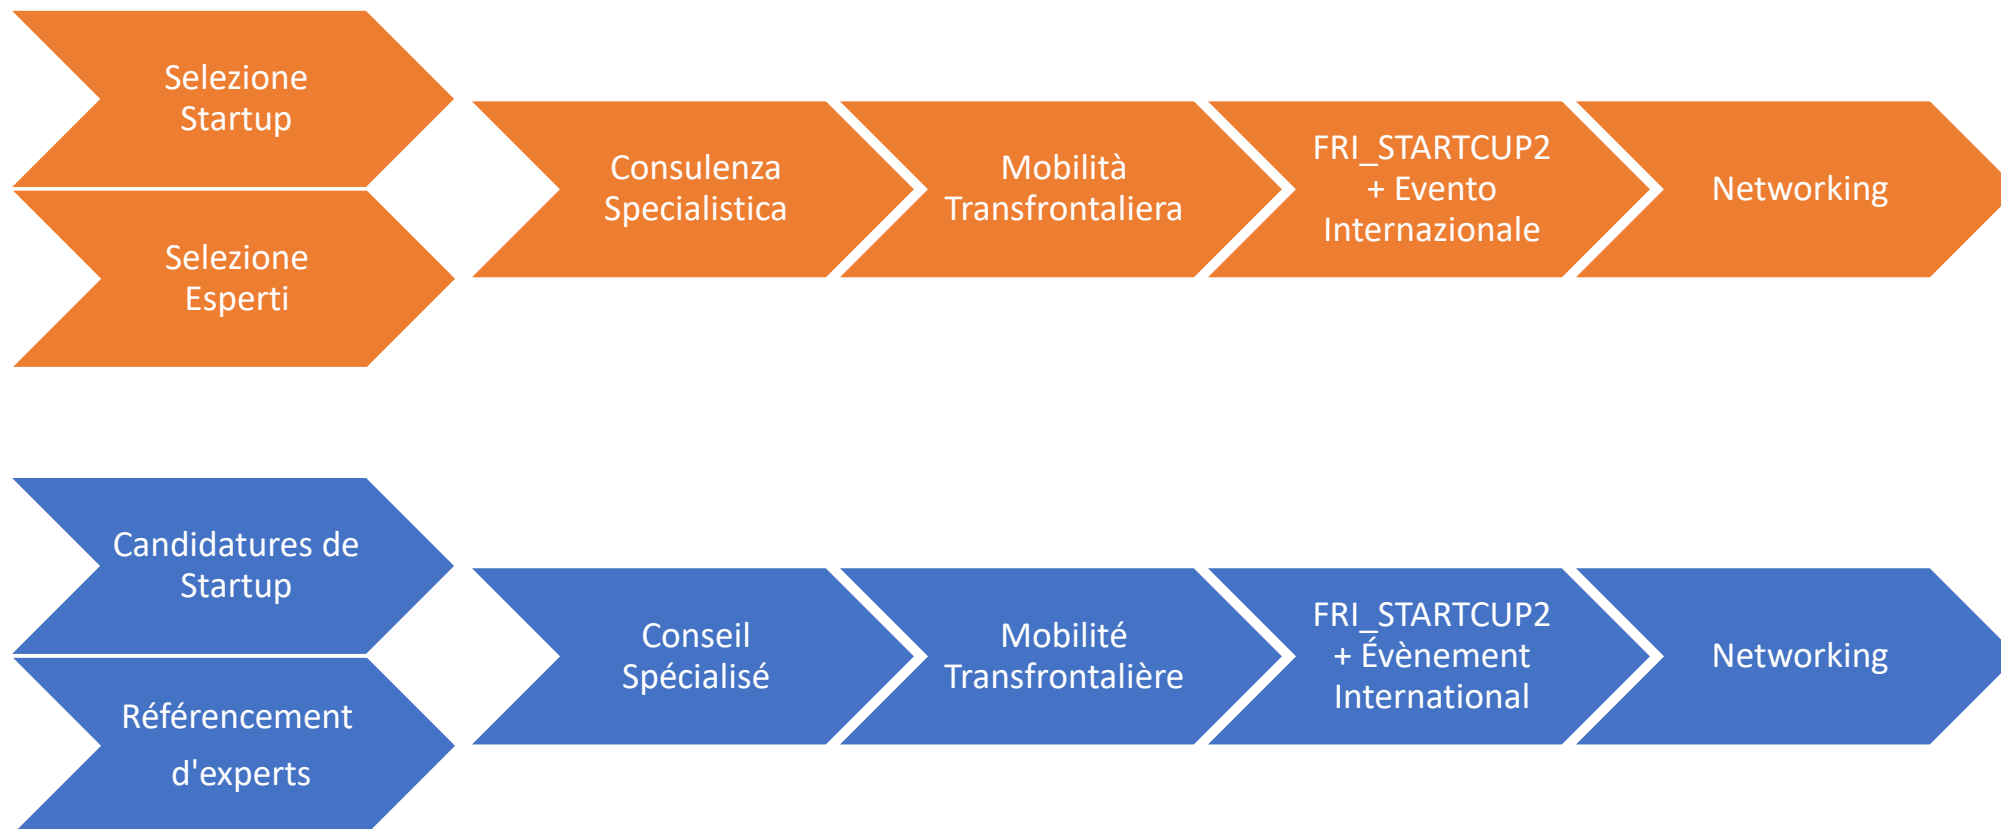 Selezione
Startup
Selezione
Esperti
Consulenza
Specialistica
Mobilità
Transfrontaliera
FRI_STARTCUP2
+ Evento
Internazionale
Networking
Candidatures de
Startup
Référencement
d'experts
Conseil
Spécialisé
Mobilité
Transfrontalière
FRI_STARTCUP2
+ Évènement
International
Networking